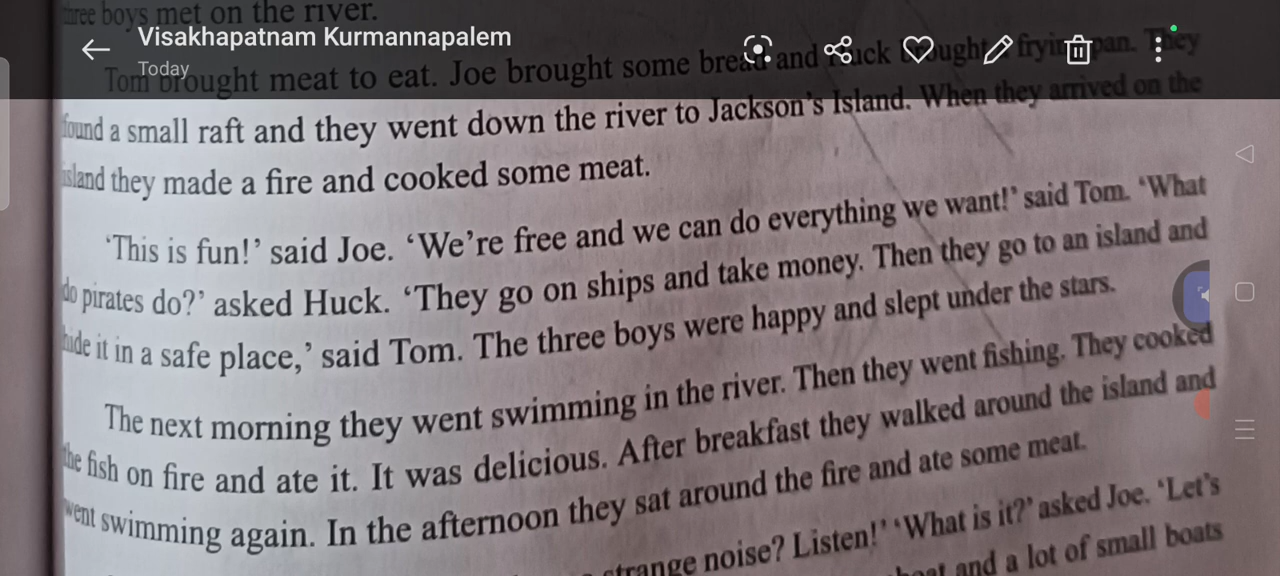 three boys met on the river.
Visakhapatnam Kurmannapalem
Today
Tom brought meat to eat. Joe brought some bread and Huck brought frying pan. They
found a small raft and they went down the river to Jackson's Island. When they arrived on the
island they made a fire and cooked some meat.
'This is fun!' said Joe. 'We're free and we can do everything we want!' said Tom. 'What
do pirates do?' asked Huck. 'They go on ships and take money. Then they go to an island and
hide it in a safe place,' said Tom. The three boys were happy and slept under the stars.
The next morning they went swimming in the river. Then they went fishing. They cooked
the fish on fire and ate it. It was delicious. After breakfast they walked around the island and
went swimming again. In the afternoon they sat around the fire and ate some meat.
strange noise? Listen!' 'What is it?' asked Joe. 'Let's
boat and a lot of small boats